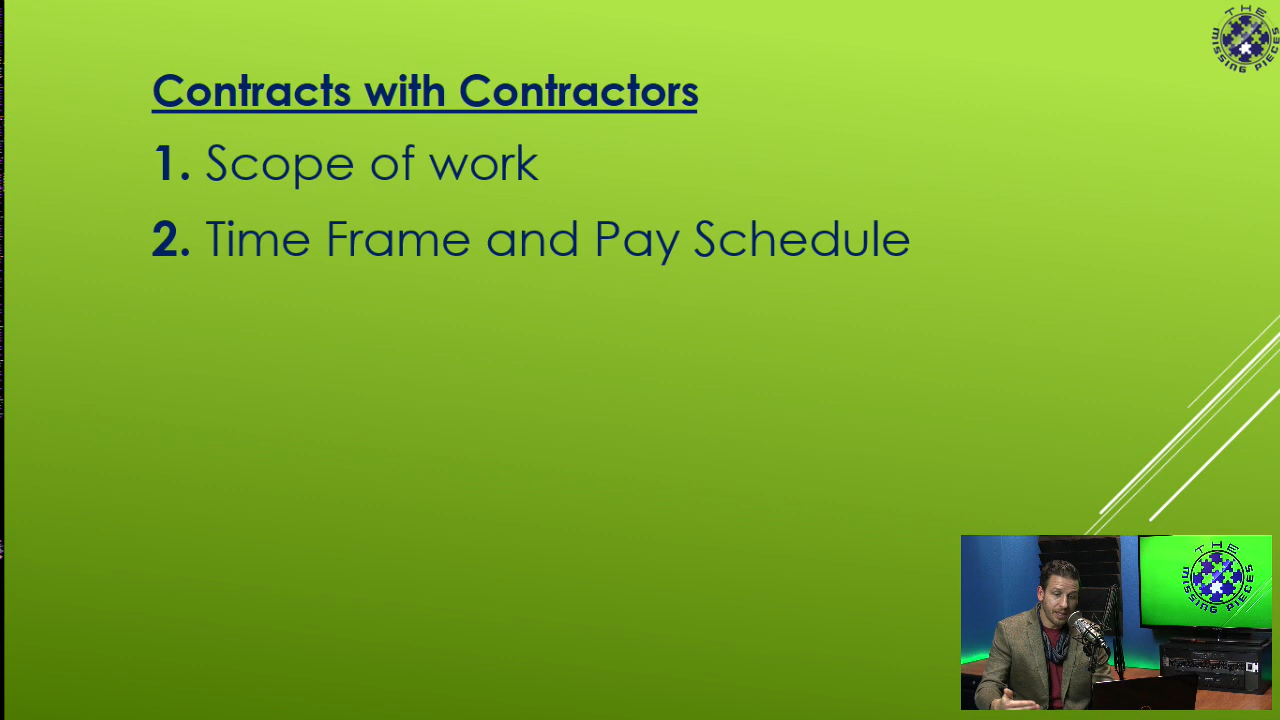 THE
MISSING PIECES
Contracts with Contractors
1. Scope of work
2. Time Frame and Pay Schedule
THE
MISSING PIECES